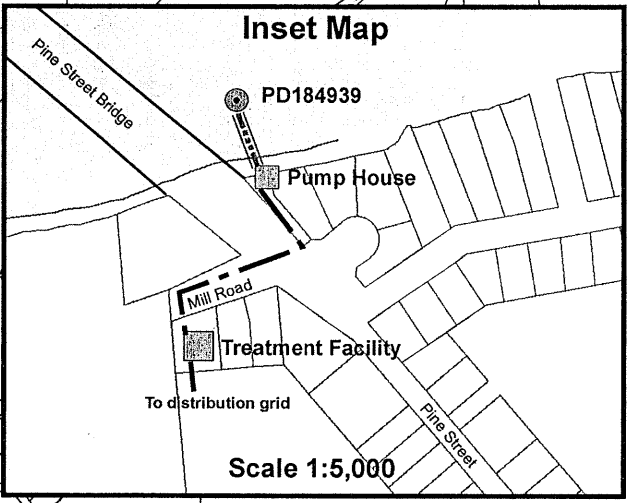 Inset Map
Pine Street Bridge
PD184939
Pump House
Mill Road
Treatment Facility
To distribution grid
Pine Street
Scale 1:5,000